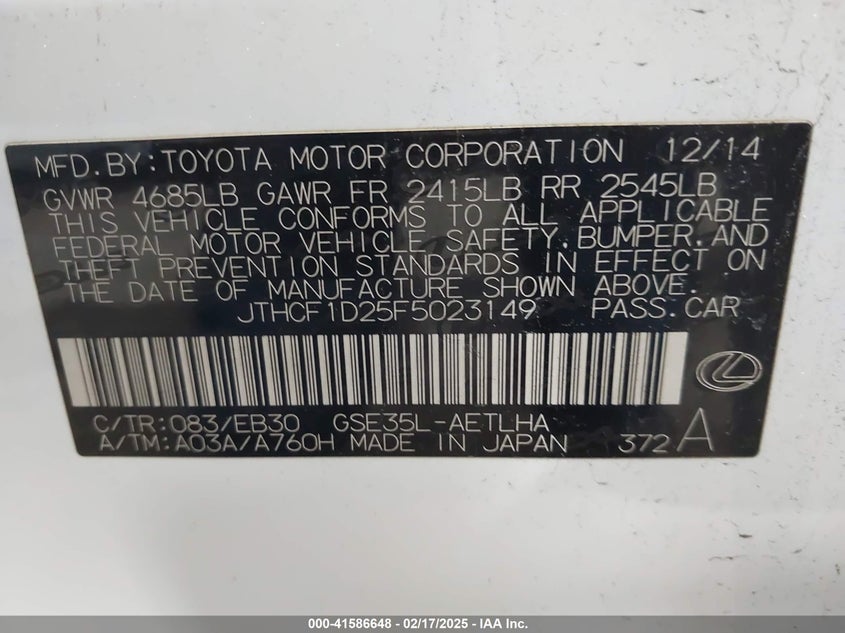 MFD.BY:TOYOTA MOTOR CORPORATION 12/14
GVWR 4685LB GAWR FR 2415LB RR 2545LB
THIS VEHICLE CONFORMS TO ALL APPLICABLE
FEDERAL MOTOR VEHICLE SAFETY.BUMPER.AND
THEFT PREVENTION STANDARDS IN EFFECT ON
THE DATE OF MANUFACTURE SHOWN ABOVE.
JTHCF1D25F5023149 PASS.CAR
C/TR:083/EB30 GSE35L-AETLHA
A/TM:A03A/A760H MADE IN JAPAN 372 A
000-41586648 - 02/17/2025 - IAA Inc.